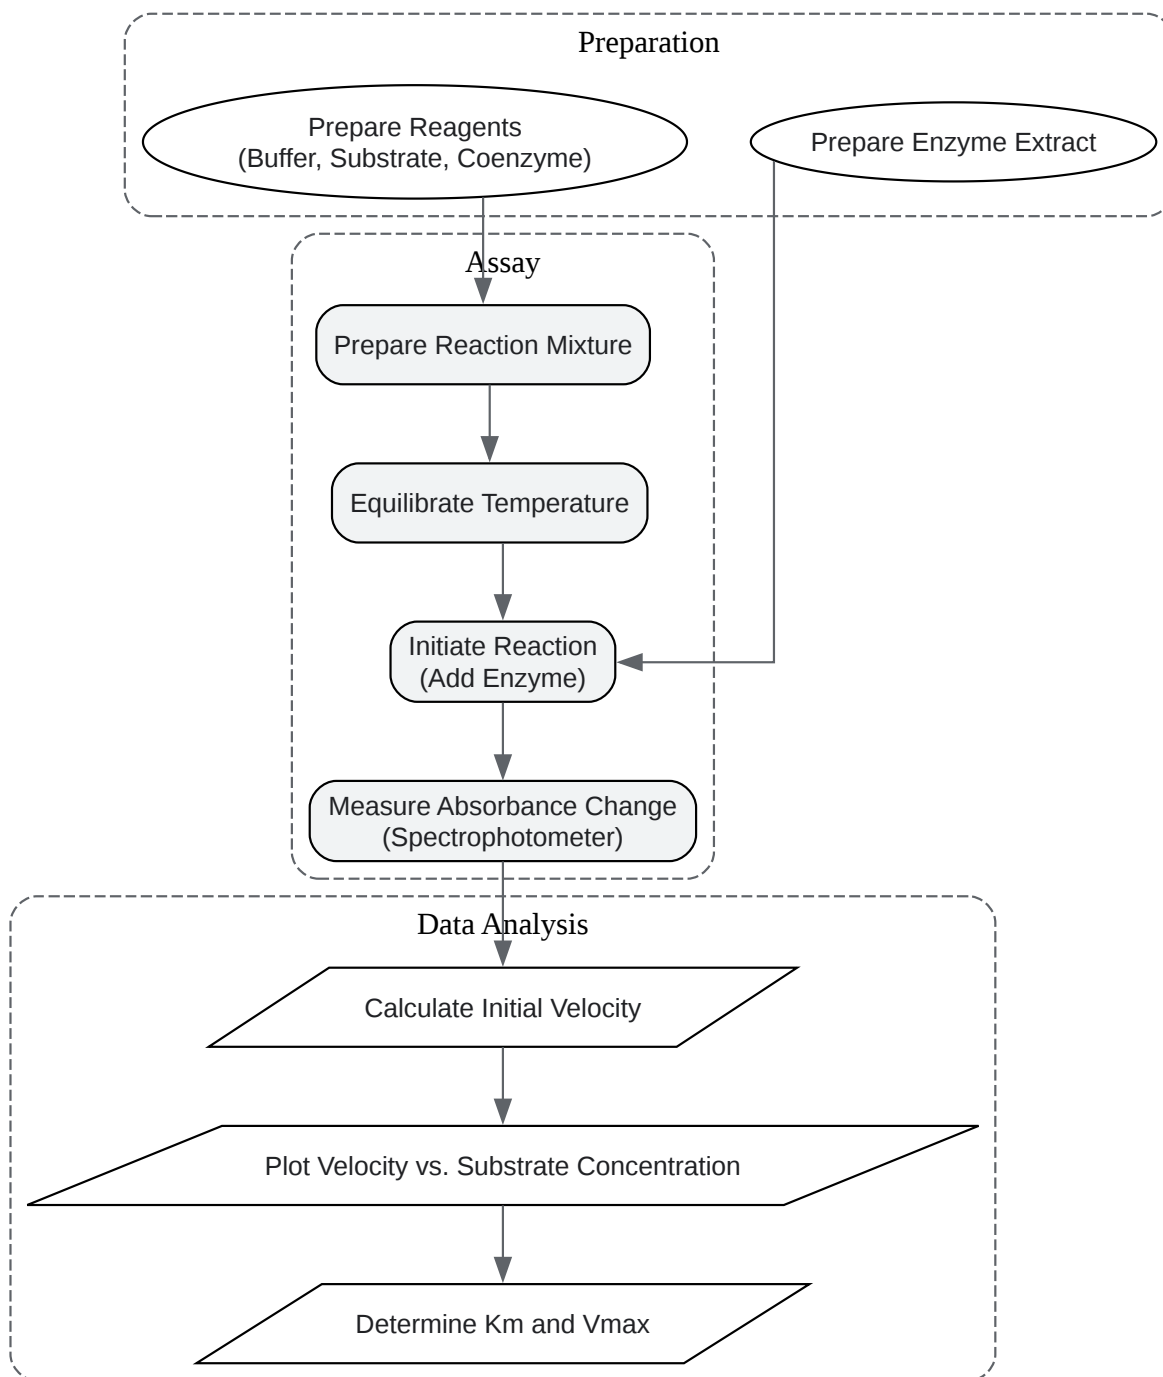 Preparation
Prepare Reagents
(Buffer, Substrate, Coenzyme)
Prepare Enzyme Extract
Assay
Prepare Reaction Mixture
Equilibrate Temperature
Initiate Reaction
(Add Enzyme)
Measure Absorbance Change
(Spectrophotometer)
Data Analysis
Calculate Initial Velocity
Plot Velocity vs. Substrate Concentration
Determine Km and Vmax